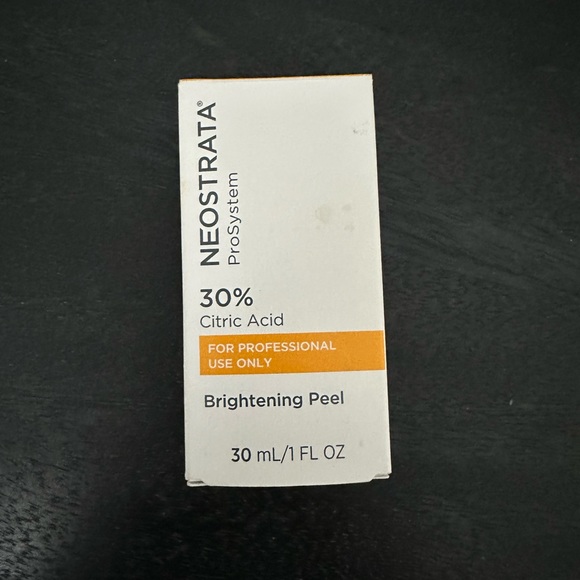 NEOSTRATA®
ProSystem
30%
Citric Acid
FOR PROFESSIONAL
USE ONLY
Brightening Peel
30 mL/1 FL OZ